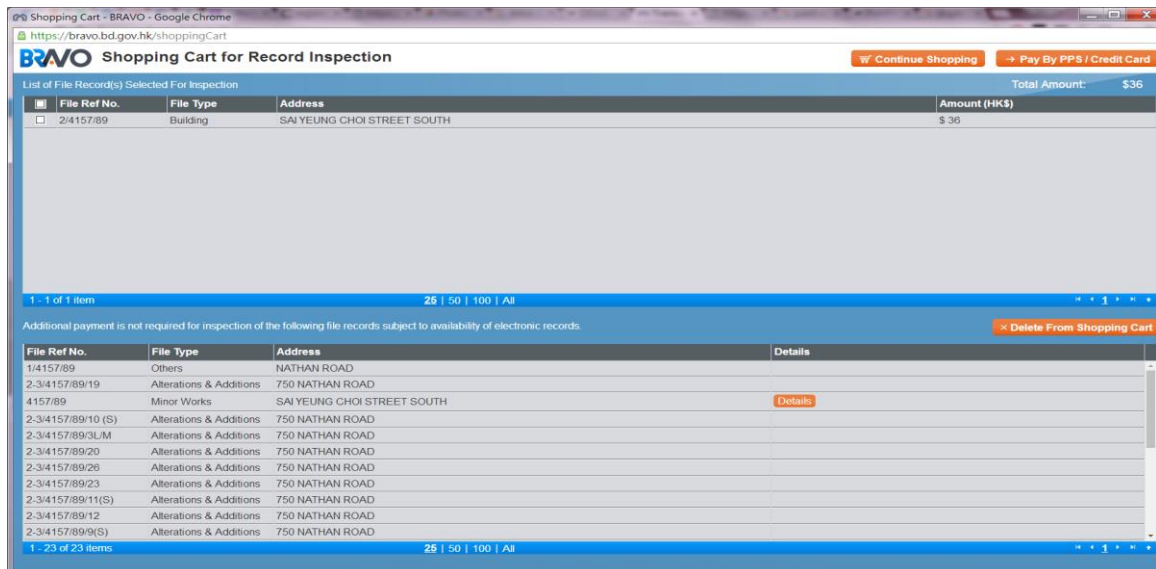 Shopping Cart - BRAVO - Google Chrome
https://bravo.bd.gov.hk/shoppingCart
BRAVO Shopping Cart for Record Inspection Continue Shopping → Pay By PPS / Credit Card
List of File Record(s) Selected For Inspection Total Amount: $36
File Ref No. File Type Address Amount (HK$)
2/4157/89 Building SAI YEUNG CHOI STREET SOUTH $ 36
1 - 1 of 1 item 25 | 50 | 100 | All 1
Additional payment is not required for inspection of the following file records subject to availability of electronic records. × Delete From Shopping Cart
File Ref No. File Type Address Details
1/4157/89 Others NATHAN ROAD
2-3/4157/89/19 Alterations & Additions 750 NATHAN ROAD
4157/89 Minor Works SAI YEUNG CHOI STREET SOUTH Details
2-3/4157/89/10 (S) Alterations & Additions 750 NATHAN ROAD
2-3/4157/89/3L/M Alterations & Additions 750 NATHAN ROAD
2-3/4157/89/20 Alterations & Additions 750 NATHAN ROAD
2-3/4157/89/26 Alterations & Additions 750 NATHAN ROAD
2-3/4157/89/23 Alterations & Additions 750 NATHAN ROAD
2-3/4157/89/11(S) Alterations & Additions 750 NATHAN ROAD
2-3/4157/89/12 Alterations & Additions 750 NATHAN ROAD
2-3/4157/89/9(S) Alterations & Additions 750 NATHAN ROAD
1 - 23 of 23 items 25 | 50 | 100 | All 1